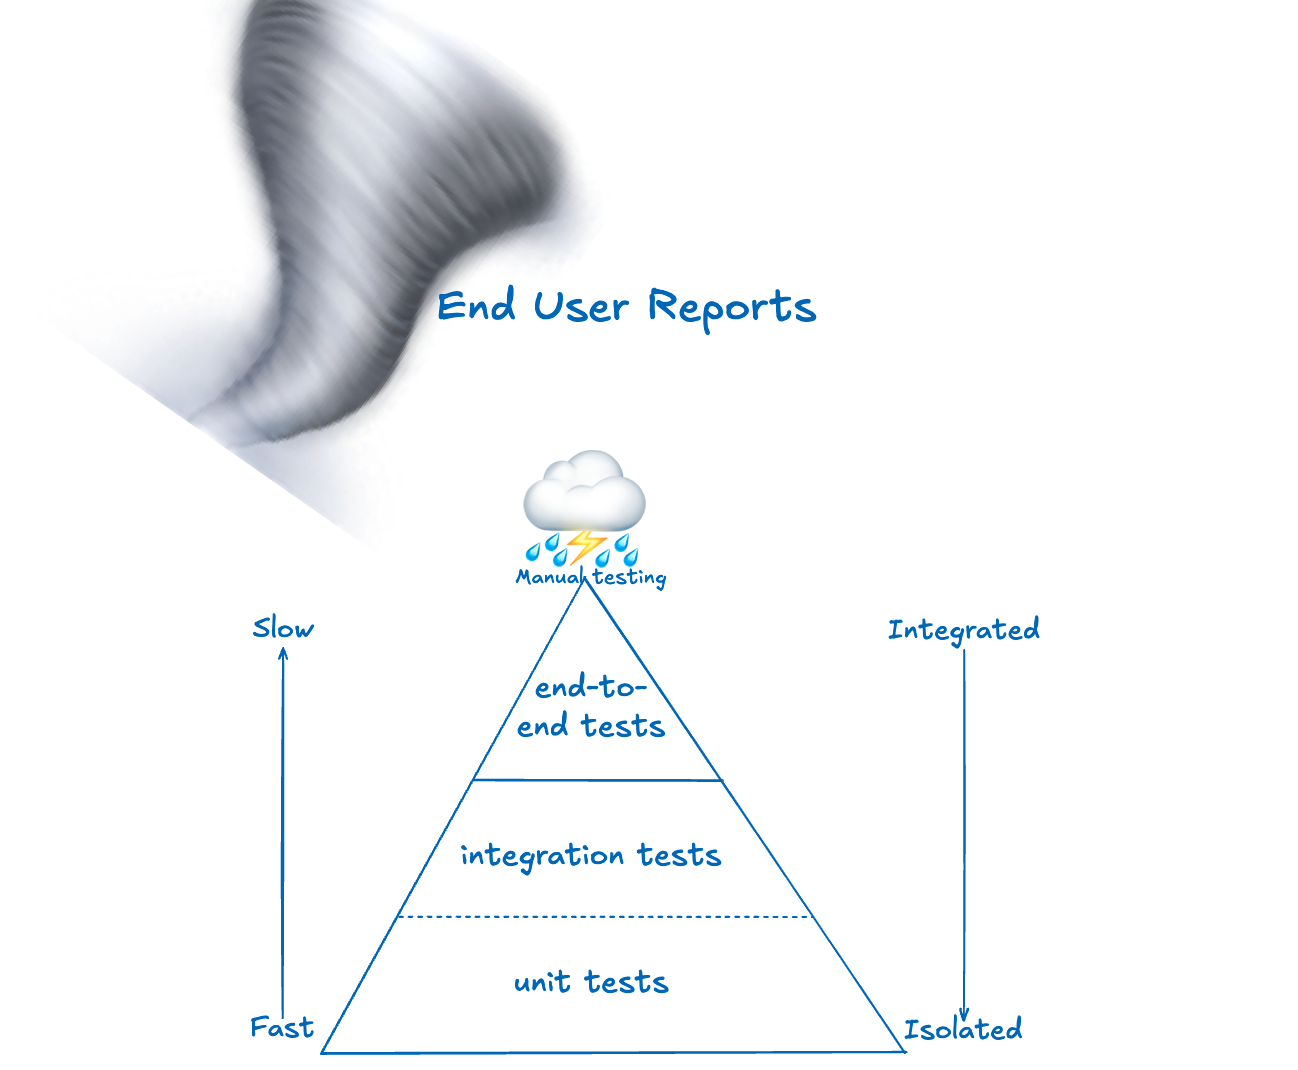 End User Reports
Manual testing
Slow
Integrated
end-to-
end tests
integration tests
unit tests
Fast
Isolated